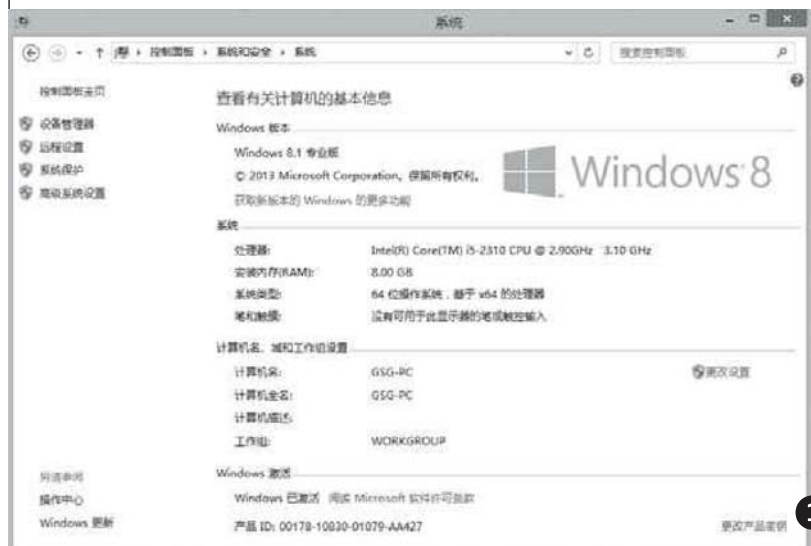 系统
控制面板 › 系统和安全 › 系统
搜索控制面板
控制面板主页
设备管理器
远程设置
系统保护
高级系统设置
查看有关计算机的基本信息
Windows 版本
Windows 8.1 专业版
© 2013 Microsoft Corporation。保留所有权利。
获取新版本的 Windows 的更多功能
Windows 8
系统
处理器: Intel(R) Core(TM) i5-2310 CPU @ 2.90GHz 3.10 GHz
安装内存(RAM): 8.00 GB
系统类型: 64 位操作系统，基于 x64 的处理器
笔和触摸: 没有可用于此显示器的笔或触控输入
计算机名、域和工作组设置
计算机名: GSG-PC
更改设置
计算机全名: GSG-PC
计算机描述:
工作组: WORKGROUP
Windows 激活
Windows 已激活 阅读 Microsoft 软件许可条款
产品 ID: 00178-10830-01079-AA427
更改产品密钥
另请参阅
操作中心
Windows 更新